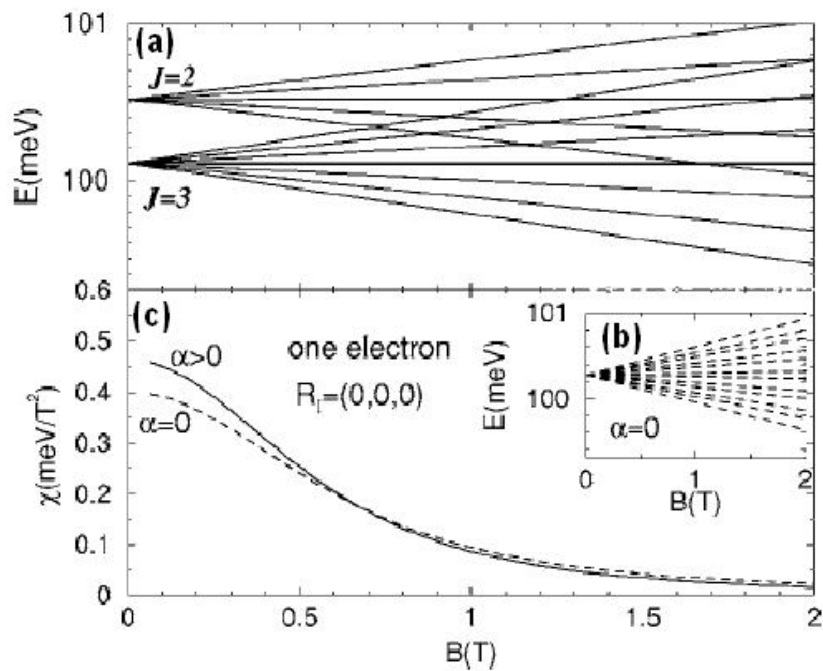 101
(a)
J=2
E(meV)
100
J=3
0.6
(c)
α>0
one electron
0.5
R_I=(0,0,0)
0.4
α=0
χ(meV/T²)
0.3
0.2
0.1
0
0 0.5 1 1.5 2
B(T)
101
(b)
E(meV)
100
α=0
0 1 2
B(T)